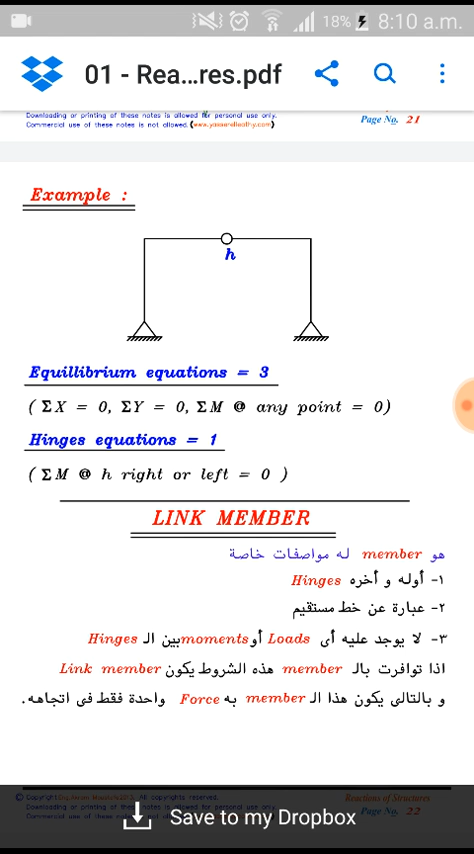 18% 8:10 a.m.
01 - Rea...res.pdf
Downloading or printing of these notes is allowed for personal use only.
Commercial use of these notes is not allowed. (www.yasserelleathy.com)
Page No. 21
Example :
h
Equillibrium equations = 3
( ΣX = 0, ΣY = 0, ΣM @ any point = 0)
Hinges equations = 1
( ΣM @ h right or left = 0 )
LINK MEMBER
هو member له مواصفات خاصة
١- أوله و أخره Hinges
٢- عبارة عن خط مستقيم
٣- لا يوجد عليه أى Loads أو moments بين الـ Hinges
اذا توافرت بالـ member هذه الشروط يكون Link member
و بالتالى يكون هذا الـ member به Force واحدة فقط فى اتجاهه.
Reactions of Structures
Page No. 22
Save to my Dropbox